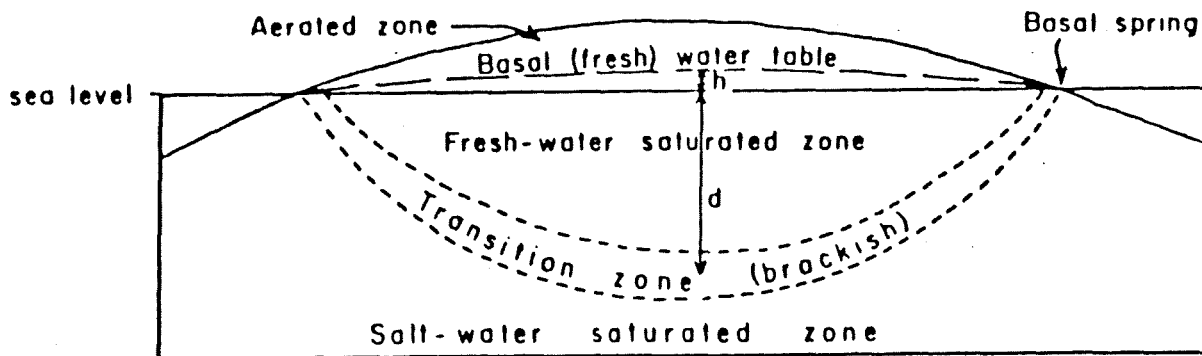 Aerated zone
Basal spring
Basal (fresh) water table
sea level
h
Fresh-water saturated zone
d
Transition zone (brackish)
Salt-water saturated zone